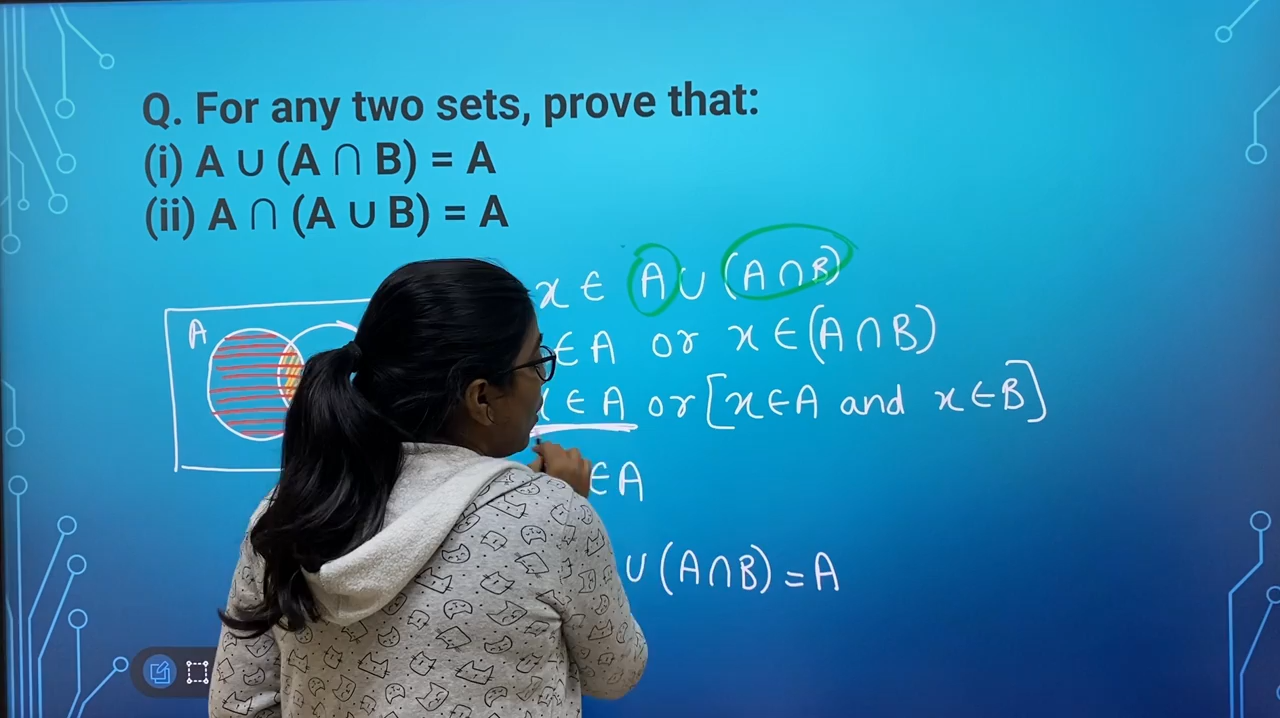 Q. For any two sets, prove that:
(i) A ∪ (A ∩ B) = A
(ii) A ∩ (A ∪ B) = A
x ∈ A ∪ (A ∩ B)
A
∈ A or x ∈ (A ∩ B)
x ∈ A or [x ∈ A and x ∈ B]
∈ A
∪ (A ∩ B) = A